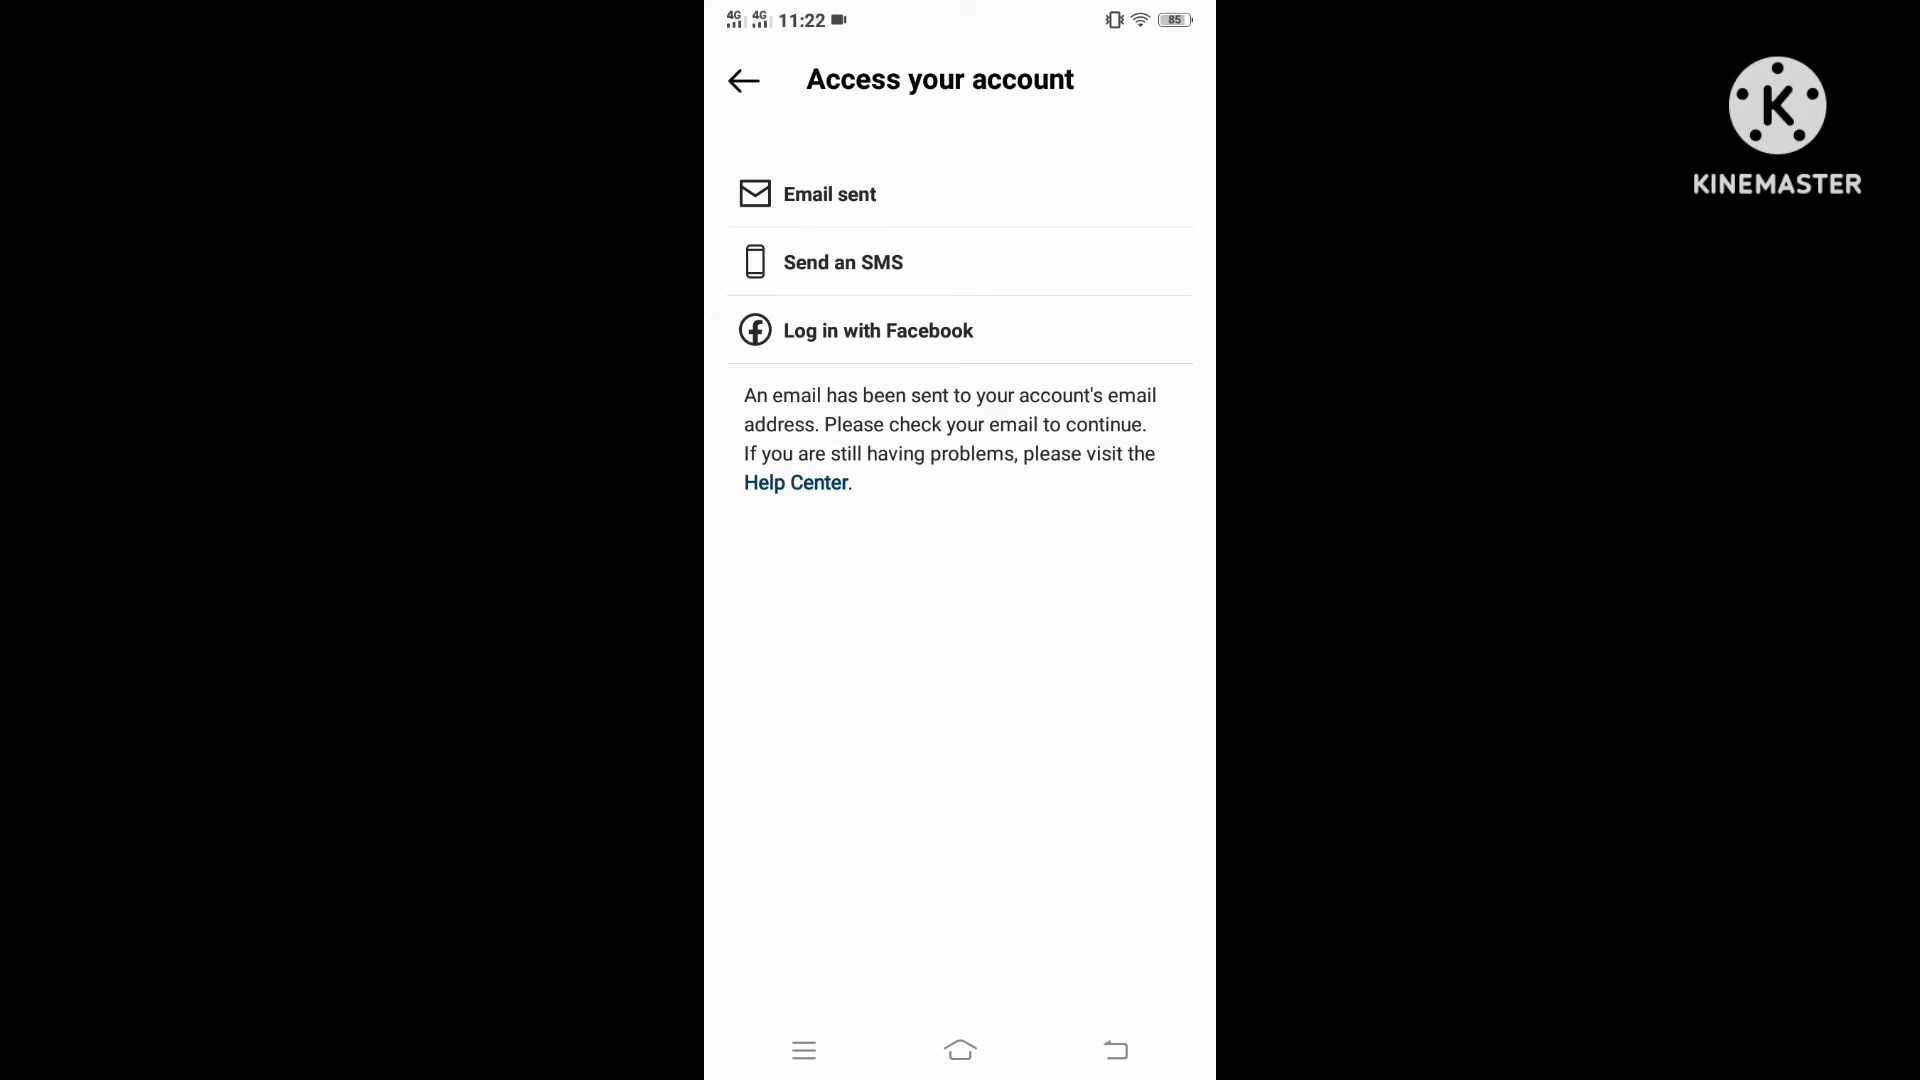 4G 4G 11:22 85
Access your account
Email sent
Send an SMS
Log in with Facebook
An email has been sent to your account's email
address. Please check your email to continue.
If you are still having problems, please visit the
Help Center.
K
KINEMASTER